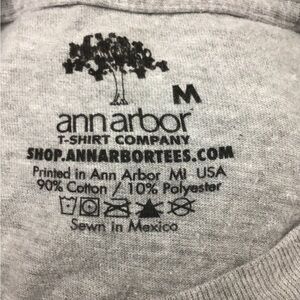 M
ann arbor
T-SHIRT COMPANY
SHOP.ANNARBORTEES.COM
Printed in Ann Arbor MI USA
90% Cotton / 10% Polyester
Sewn in Mexico